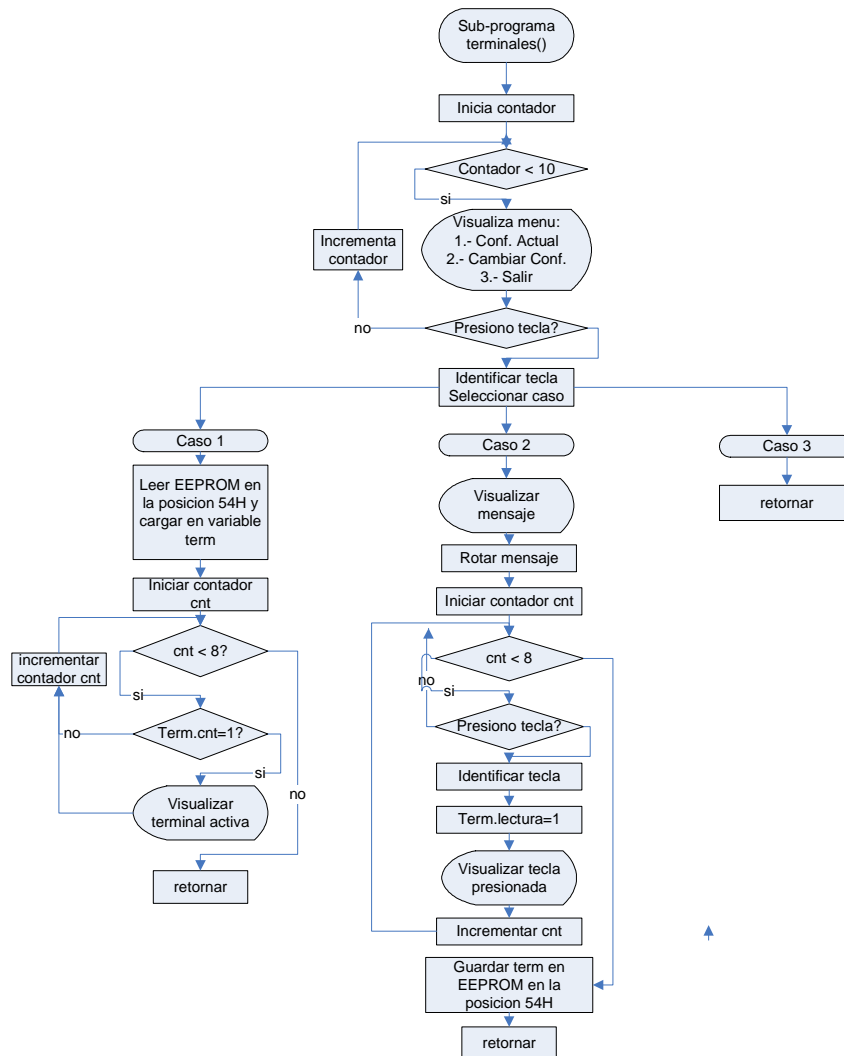 Sub-programa
terminales()
Inicia contador
Contador < 10
si
Visualiza menu:
1.- Conf. Actual
2.- Cambiar Conf.
3.- Salir
Incrementa
contador
no
Presiono tecla?
Identificar tecla
Seleccionar caso
Caso 1
Leer EEPROM en
la posicion 54H y
cargar en variable
term
Iniciar contador
cnt
cnt < 8?
incrementar
contador cnt
si
Term.cnt=1?
no
si
Visualizar
terminal activa
no
retornar
Caso 2
Visualizar
mensaje
Rotar mensaje
Iniciar contador cnt
cnt < 8
no
si
Presiono tecla?
Identificar tecla
Term.lectura=1
Visualizar tecla
presionada
Incrementar cnt
Guardar term en
EEPROM en la
posicion 54H
retornar
Caso 3
retornar